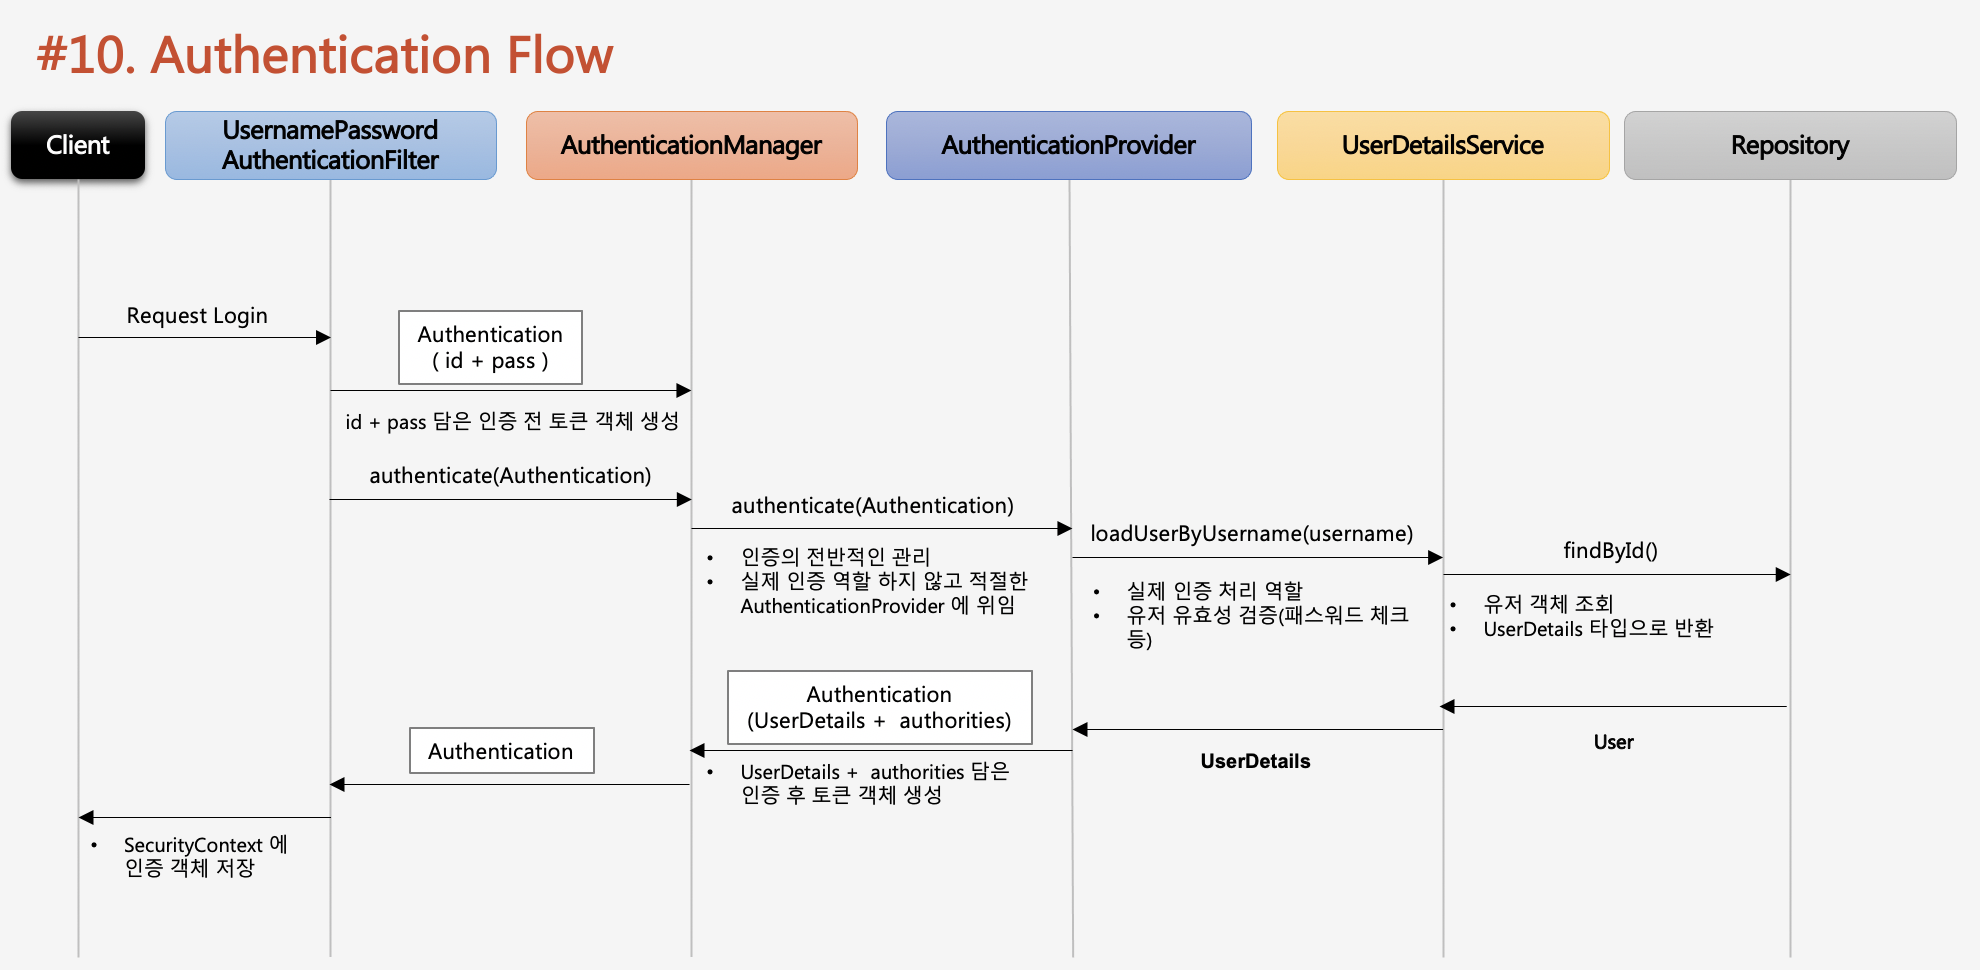 #10. Authentication Flow
Client
UsernamePassword
AuthenticationFilter
AuthenticationManager
AuthenticationProvider
UserDetailsService
Repository
Request Login
Authentication
( id + pass )
id + pass 담은 인증 전 토큰 객체 생성
authenticate(Authentication)
authenticate(Authentication)
• 인증의 전반적인 관리
• 실제 인증 역할 하지 않고 적절한
AuthenticationProvider 에 위임
loadUserByUsername(username)
• 실제 인증 처리 역할
• 유저 유효성 검증(패스워드 체크
등)
findById()
• 유저 객체 조회
• UserDetails 타입으로 반환
User
UserDetails
Authentication
(UserDetails + authorities)
• UserDetails + authorities 담은
인증 후 토큰 객체 생성
Authentication
• SecurityContext 에
인증 객체 저장